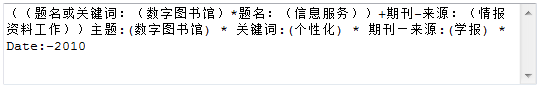 ((题名或关键词:(数字图书馆)*题名:(信息服务))+期刊-来源:(情报
资料工作))主题:(数字图书馆) * 关键词:(个性化) * 期刊－来源:(学报) *
Date:-2010